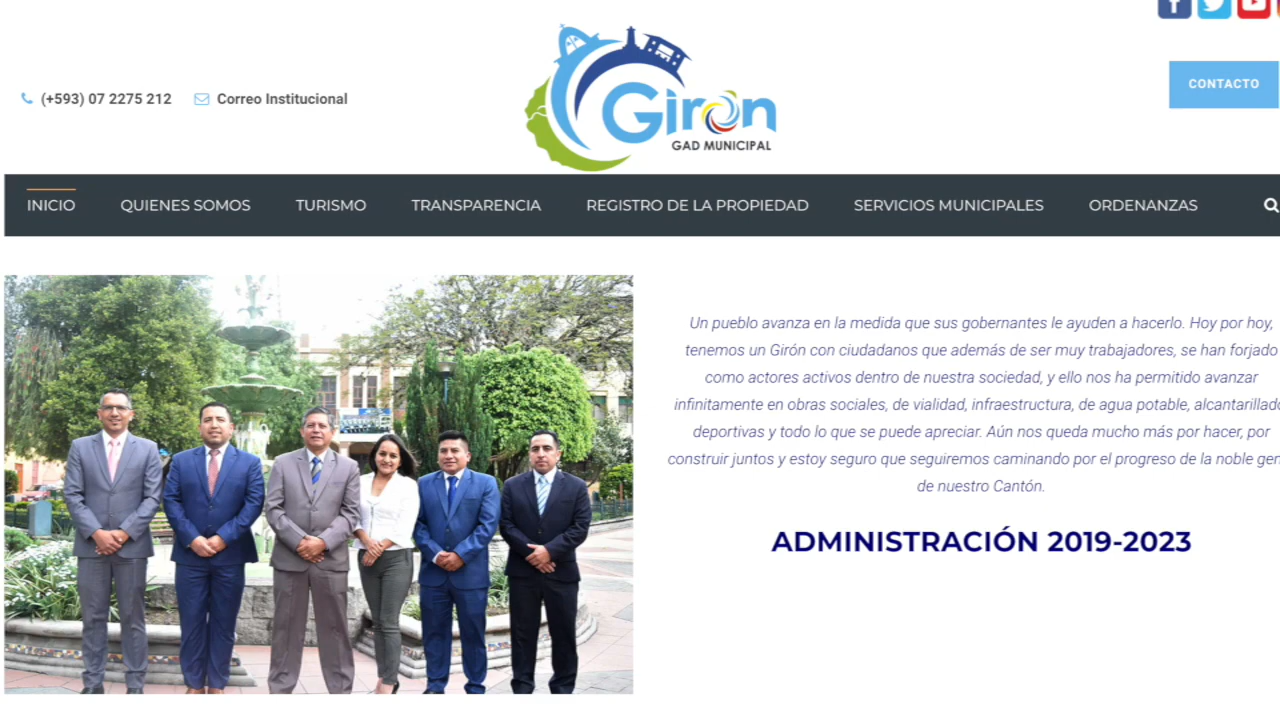 (+593) 07 2275 212 Correo Institucional
Girón
GAD MUNICIPAL
CONTACTO
INICIO QUIENES SOMOS TURISMO TRANSPARENCIA REGISTRO DE LA PROPIEDAD SERVICIOS MUNICIPALES ORDENANZAS
Un pueblo avanza en la medida que sus gobernantes le ayuden a hacerlo. Hoy por hoy,
tenemos un Girón con ciudadanos que además de ser muy trabajadores, se han forjado
como actores activos dentro de nuestra sociedad, y ello nos ha permitido avanzar
infinitamente en obras sociales, de vialidad, infraestructura, de agua potable, alcantarillado
deportivas y todo lo que se puede apreciar. Aún nos queda mucho más por hacer, por
construir juntos y estoy seguro que seguiremos caminando por el progreso de la noble gen
de nuestro Cantón.
ADMINISTRACIÓN 2019-2023